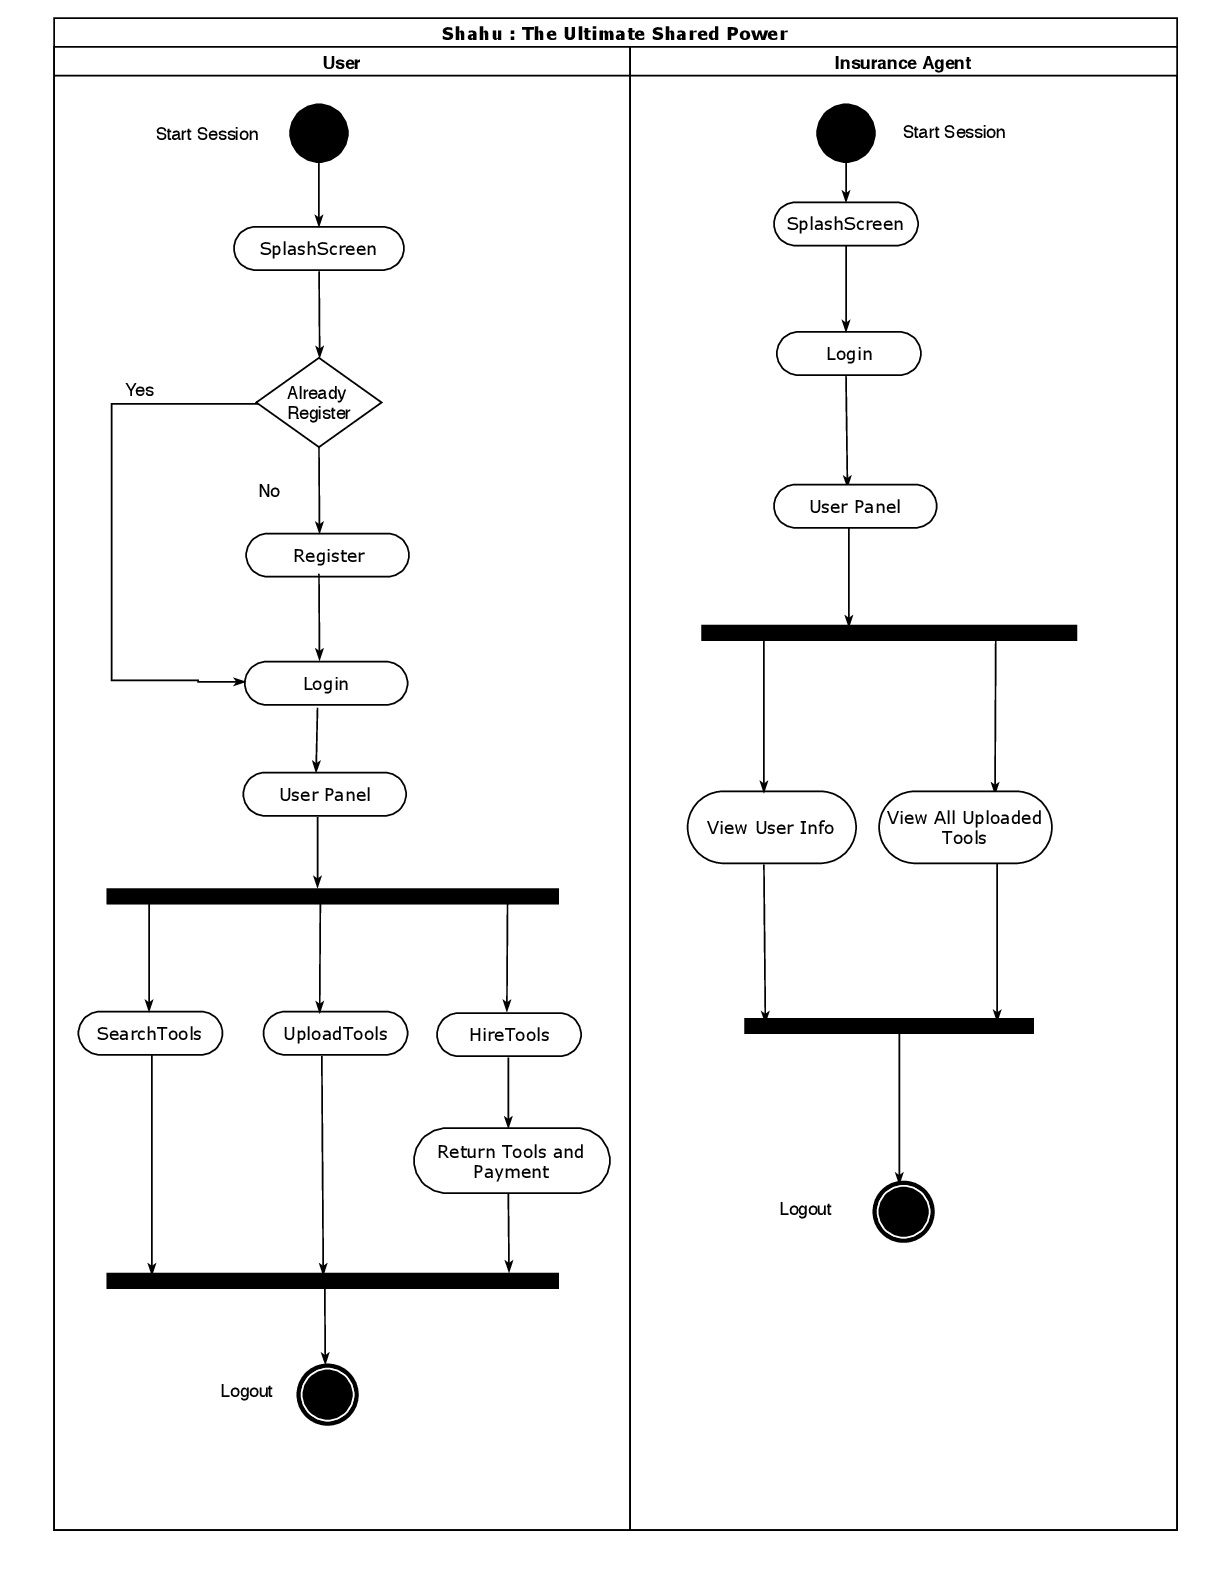 Shahu : The Ultimate Shared Power
User
Insurance Agent
Start Session
Start Session
SplashScreen
SplashScreen
Login
Yes
Already
Register
No
User Panel
Register
Login
User Panel
View User Info
View All Uploaded
Tools
SearchTools
UploadTools
HireTools
Return Tools and
Payment
Logout
Logout